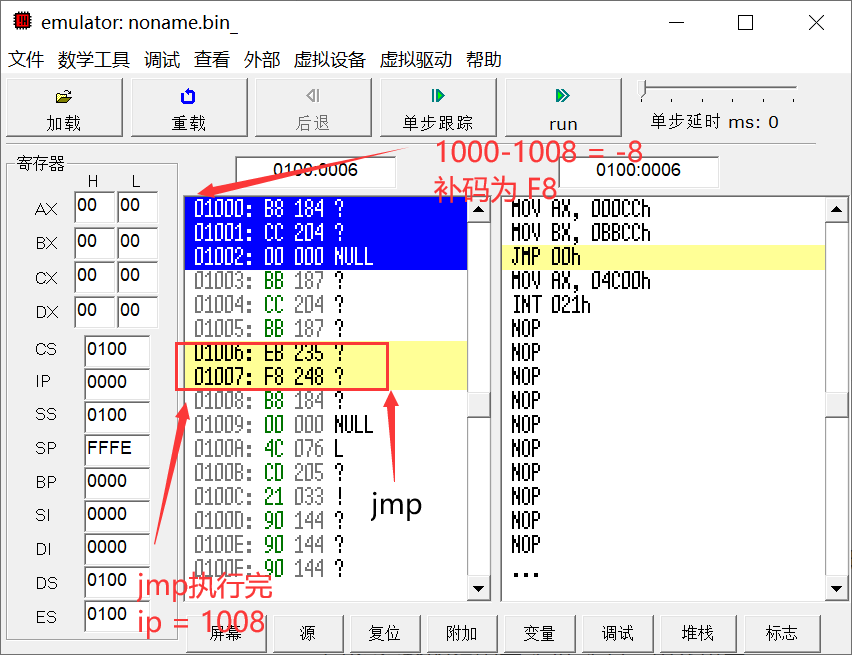 emulator: noname.bin_
文件 数学工具 调试 查看 外部 虚拟设备 虚拟驱动 帮助
加载 重载 后退 单步跟踪 run 单步延时 ms: 0
寄存器
H L
0100:0006 0100:0006
1000-1008 = -8
补码为 F8
AX 00 00
BX 00 00
CX 00 00
DX 00 00
CS 0100
IP 0000
SS 0100
SP FFFE
BP 0000
SI 0000
DI 0000
DS 0100
ES 0100
01000: B8 184 ?
01001: CC 204 ?
01002: 00 000 NULL
01003: BB 187 ?
01004: CC 204 ?
01005: BB 187 ?
01006: EB 235 ?
01007: F8 248 ?
01008: B8 184 ?
01009: 00 000 NULL
0100A: 4C 076 L
0100B: CD 205 ?
0100C: 21 033 !
0100D: 90 144 ?
0100E: 90 144 ?
0100F: 90 144 ?
MOV AX, 000CCh
MOV BX, 0BBCCh
JMP 00h
MOV AX, 04C00h
INT 021h
NOP
NOP
NOP
NOP
NOP
NOP
NOP
NOP
NOP
NOP
...
jmp
jmp执行完
ip = 1008
屏幕 源 复位 附加 变量 调试 堆栈 标志